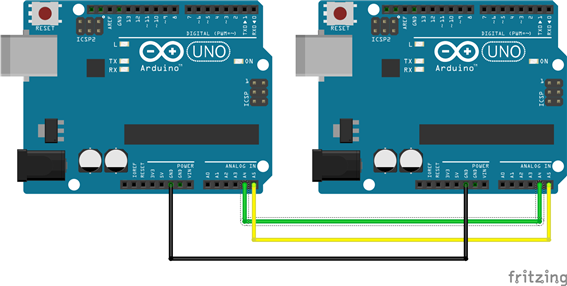 RESET
ICSP2
AREF
GND
13
12
~11
~10
~9
8
7
~6
~5
4
~3
2
TX0▸1
RX0◂0
DIGITAL (PWM=~)
L
TX
RX
UNO
Arduino™
ON
1
ICSP
POWER
ANALOG IN
IOREF
RESET
3V3
5V
GND
GND
VIN
A0
A1
A2
A3
A4
A5
RESET
ICSP2
AREF
GND
13
12
~11
~10
~9
8
7
~6
~5
4
~3
2
TX0▸1
RX0◂0
DIGITAL (PWM=~)
L
TX
RX
UNO
Arduino™
ON
1
ICSP
POWER
ANALOG IN
IOREF
RESET
3V3
5V
GND
GND
VIN
A0
A1
A2
A3
A4
A5
fritzing